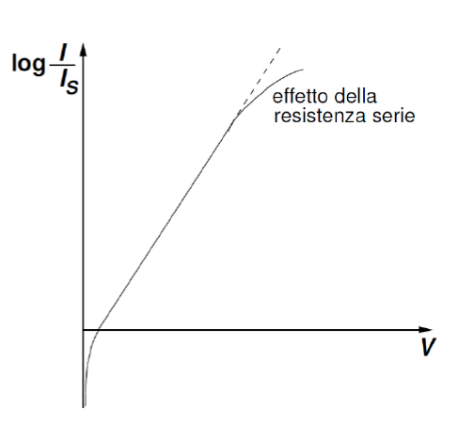 log I/I_S
effetto della
resistenza serie
V